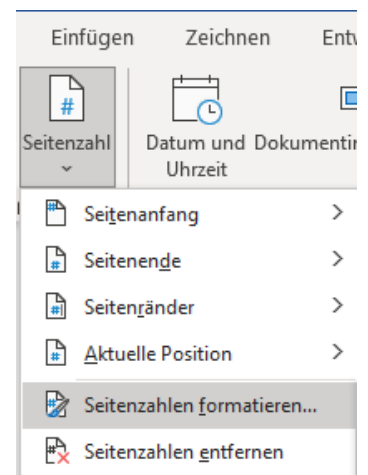 Einfügen Zeichnen
Seitenzahl
Datum und
Uhrzeit
Seitenanfang
Seitenende
Seitenränder
Aktuelle Position
Seitenzahlen formatieren...
Seitenzahlen entfernen